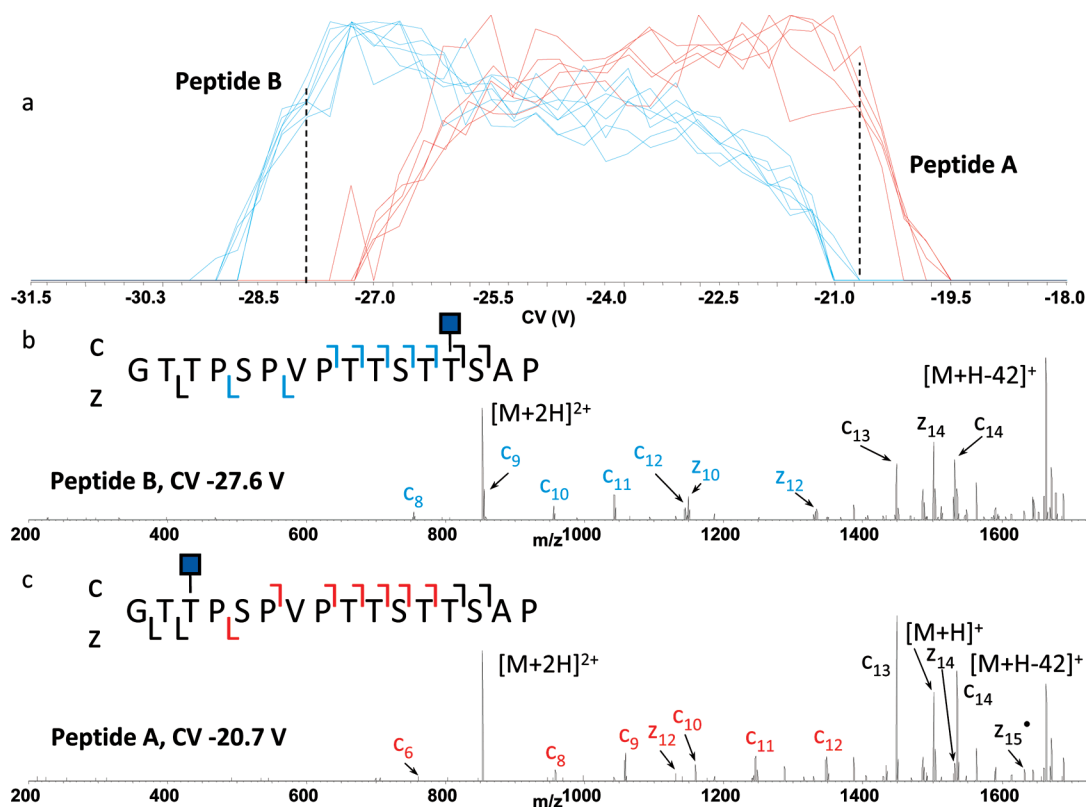 a
Peptide B
Peptide A
-31.5 -30.3 -28.5 -27.0 -25.5 -24.0 -22.5 -21.0 -19.5 -18.0
CV (V)
b
C
G T T P S P V P T T S T T S A P
Z
[M+2H]2+
[M+H-42]+
c8
c9
c10
c11
c12
z10
z12
c13
z14
c14
Peptide B, CV -27.6 V
200 400 600 800 1000 1200 1400 1600
m/z
c
C
G T T P S P V P T T S T T S A P
Z
[M+2H]2+
[M+H]+
[M+H-42]+
c6
c8
c9
z12
c10
c11
c12
c13
z14
c14
z15•
Peptide A, CV -20.7 V
200 400 600 800 1000 1200 1400 1600
m/z